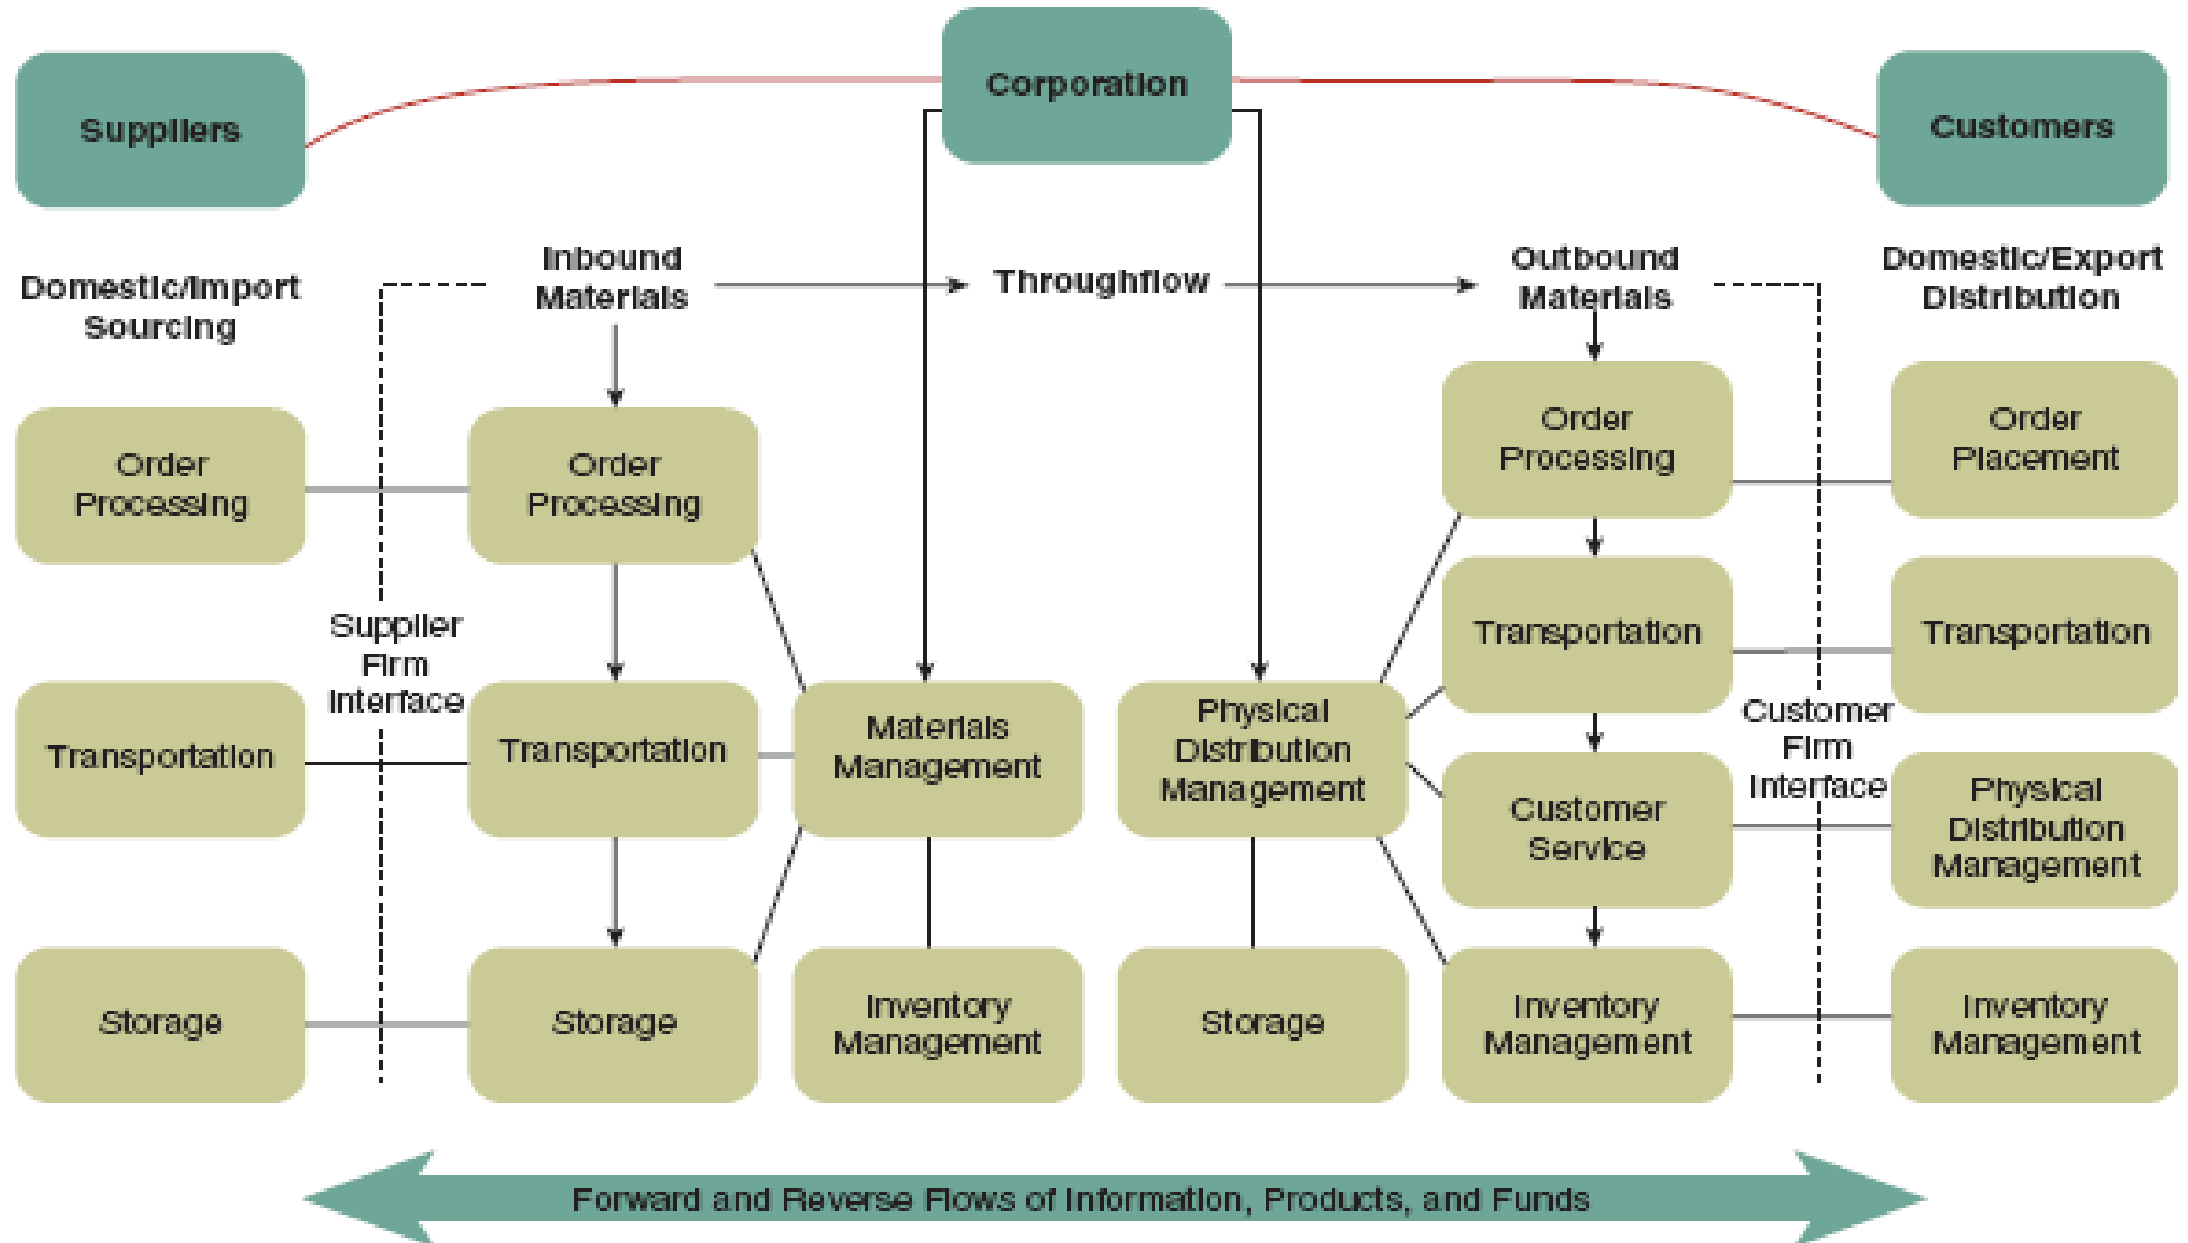 Corporation
Suppliers
Customers
Domestic/Import
Sourcing
Inbound
Materials
Throughflow
Outbound
Materials
Domestic/Export
Distribution
Order
Processing
Order
Processing
Order
Processing
Order
Placement
Supplier
Firm
Interface
Transportation
Transportation
Materials
Management
Physical
Distribution
Management
Transportation
Transportation
Customer
Firm
Interface
Customer
Service
Physical
Distribution
Management
Storage
Storage
Inventory
Management
Storage
Inventory
Management
Inventory
Management
Forward and Reverse Flows of Information, Products, and Funds